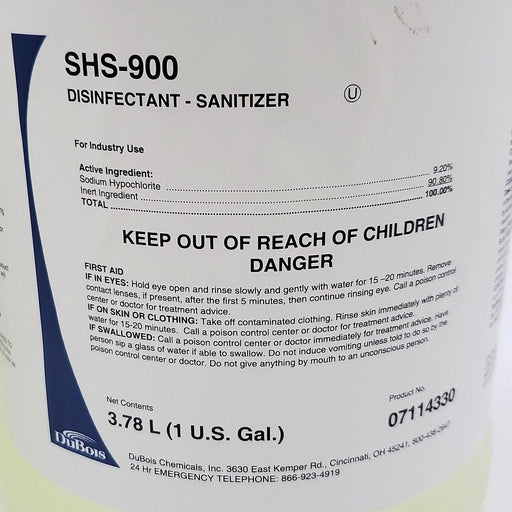 SHS-900
DISINFECTANT - SANITIZER Ⓤ
For Industry Use
Active Ingredient:
Sodium Hypochlorite ........ 9.20%
Inert Ingredient ........ 90.80%
TOTAL ........ 100.00%
KEEP OUT OF REACH OF CHILDREN
DANGER
FIRST AID
IF IN EYES: Hold eye open and rinse slowly and gently with water for 15 –20 minutes. Remove
contact lenses, if present, after the first 5 minutes, then continue rinsing eye. Call a poison control
center or doctor for treatment advice.
IF ON SKIN OR CLOTHING: Take off contaminated clothing. Rinse skin immediately with plenty of
water for 15-20 minutes. Call a poison control center or doctor for treatment advice.
IF SWALLOWED: Call a poison control center or doctor immediately for treatment advice. Have
person sip a glass of water if able to swallow. Do not induce vomiting unless told to do so by the
poison control center or doctor. Do not give anything by mouth to an unconscious person.
Net Contents
3.78 L (1 U.S. Gal.)
Product No.
07114330
DuBois
DuBois Chemicals, Inc. 3630 East Kemper Rd., Cincinnati, OH 45241, 800-438-2647
24 Hr EMERGENCY TELEPHONE: 866-923-4919